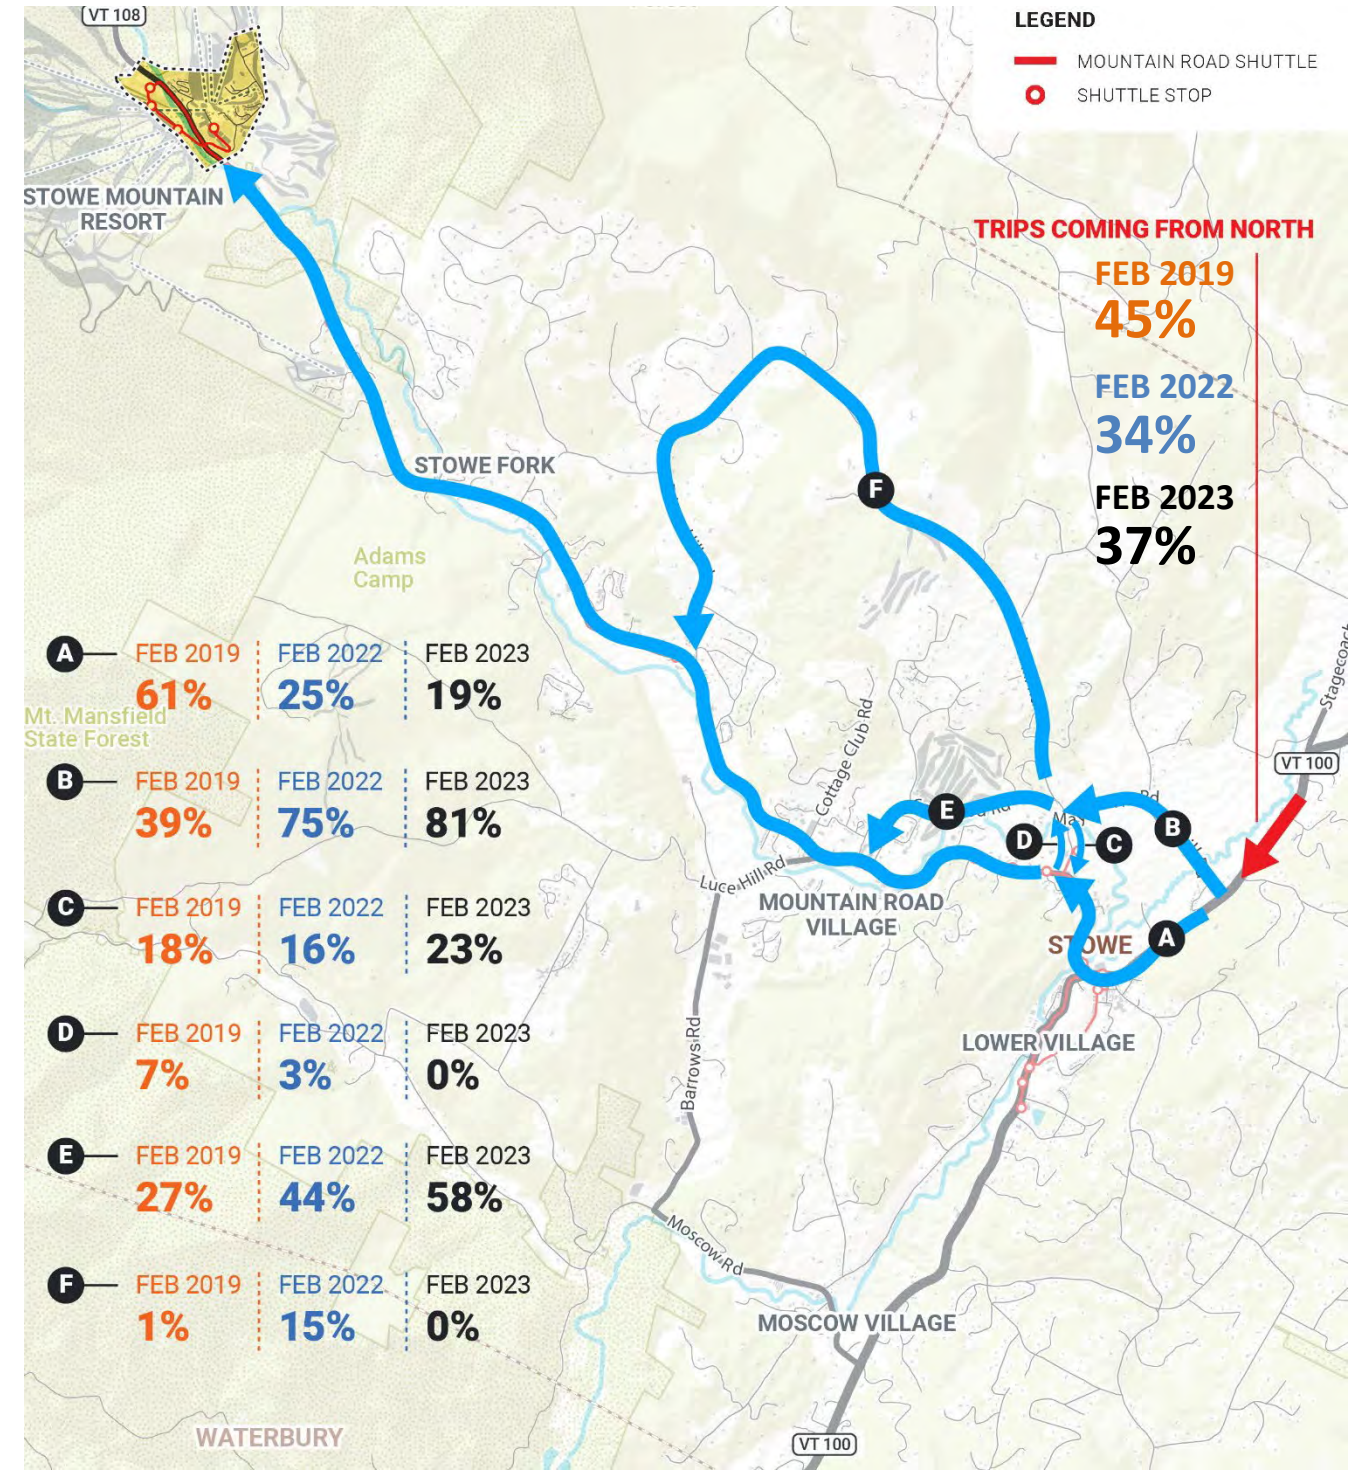 VT 108
LEGEND
MOUNTAIN ROAD SHUTTLE
SHUTTLE STOP
STOWE MOUNTAIN
RESORT
TRIPS COMING FROM NORTH
FEB 2019
45%
FEB 2022
34%
FEB 2023
37%
STOWE FORK
F
Adams
Camp
A
FEB 2019
61%
FEB 2022
25%
FEB 2023
19%
Mt. Mansfield
State Forest
B
FEB 2019
39%
FEB 2022
75%
FEB 2023
81%
C
FEB 2019
18%
FEB 2022
16%
FEB 2023
23%
D
FEB 2019
7%
FEB 2022
3%
FEB 2023
0%
E
FEB 2019
27%
FEB 2022
44%
FEB 2023
58%
F
FEB 2019
1%
FEB 2022
15%
FEB 2023
0%
Stagecoach
VT 100
Cottage Club Rd
E
Rd
B
D
C
Luce Hill Rd
MOUNTAIN ROAD
VILLAGE
STOWE
A
LOWER VILLAGE
Barrows Rd
Moscow Rd
MOSCOW VILLAGE
WATERBURY
VT 100